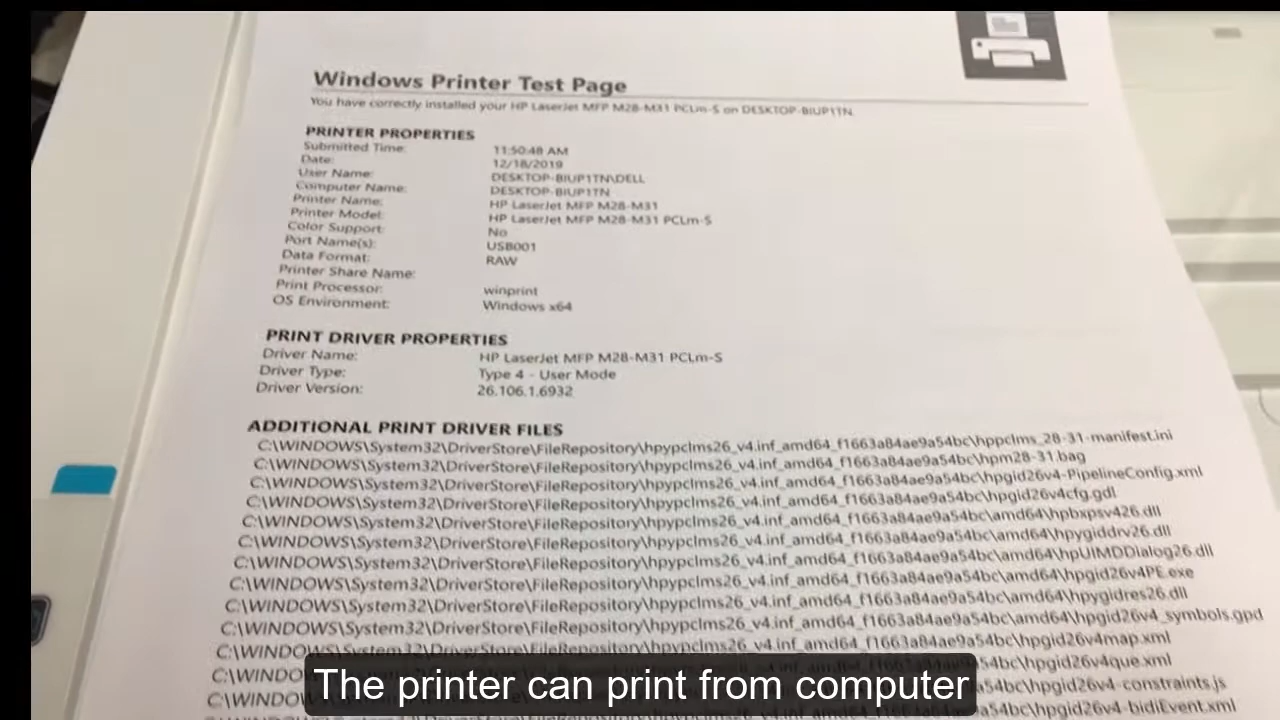 Windows Printer Test Page
You have correctly installed your HP LaserJet MFP M28-M31 PCLm-S on DESKTOP-BIUP1TN.
PRINTER PROPERTIES
Submitted Time: 11:50:48 AM
Date: 12/18/2019
User Name: DESKTOP-BIUP1TN\DELL
Computer Name: DESKTOP-BIUP1TN
Printer Name: HP LaserJet MFP M28-M31
Printer Model: HP LaserJet MFP M28-M31 PCLm-S
Color Support: No
Port Name(s): USB001
Data Format: RAW
Printer Share Name:
Print Processor: winprint
OS Environment: Windows x64
PRINT DRIVER PROPERTIES
Driver Name: HP LaserJet MFP M28-M31 PCLm-S
Driver Type: Type 4 - User Mode
Driver Version: 26.106.1.6932
ADDITIONAL PRINT DRIVER FILES
C:\WINDOWS\System32\DriverStore\FileRepository\hpypclms26_v4.inf_amd64_f1663a84ae9a54bc\hppclms_28-31-manifest.ini
C:\WINDOWS\System32\DriverStore\FileRepository\hpypclms26_v4.inf_amd64_f1663a84ae9a54bc\hpm28-31.bag
C:\WINDOWS\System32\DriverStore\FileRepository\hpypclms26_v4.inf_amd64_f1663a84ae9a54bc\hpgid26v4-PipelineConfig.xml
C:\WINDOWS\System32\DriverStore\FileRepository\hpypclms26_v4.inf_amd64_f1663a84ae9a54bc\hpgid26v4cfg.gdl
C:\WINDOWS\System32\DriverStore\FileRepository\hpypclms26_v4.inf_amd64_f1663a84ae9a54bc\amd64\hpbxpsv426.dll
C:\WINDOWS\System32\DriverStore\FileRepository\hpypclms26_v4.inf_amd64_f1663a84ae9a54bc\amd64\hpygiddrv26.dll
C:\WINDOWS\System32\DriverStore\FileRepository\hpypclms26_v4.inf_amd64_f1663a84ae9a54bc\amd64\hpUIMDDialog26.dll
C:\WINDOWS\System32\DriverStore\FileRepository\hpypclms26_v4.inf_amd64_f1663a84ae9a54bc\amd64\hpgid26v4PE.exe
C:\WINDOWS\System32\DriverStore\FileRepository\hpypclms26_v4.inf_amd64_f1663a84ae9a54bc\amd64\hpygidres26.dll
C:\WINDOWS\System32\DriverStore\FileRepository\hpypclms26_v4.inf_amd64_f1663a84ae9a54bc\amd64\hpgid26v4_symbols.gpd
C:\WINDOWS\System32\DriverStore\FileRepository\hpypclms26_v4.inf_amd64_f1663a84ae9a54bc\hpgid26v4map.xml
C:\WINDO 54bc\hpgid26v4que.xml
C:\WINDOW a54bc\hpgid26v4-constraints.js
\hpgid26v4-bidiEvent.xml
The printer can print from computer